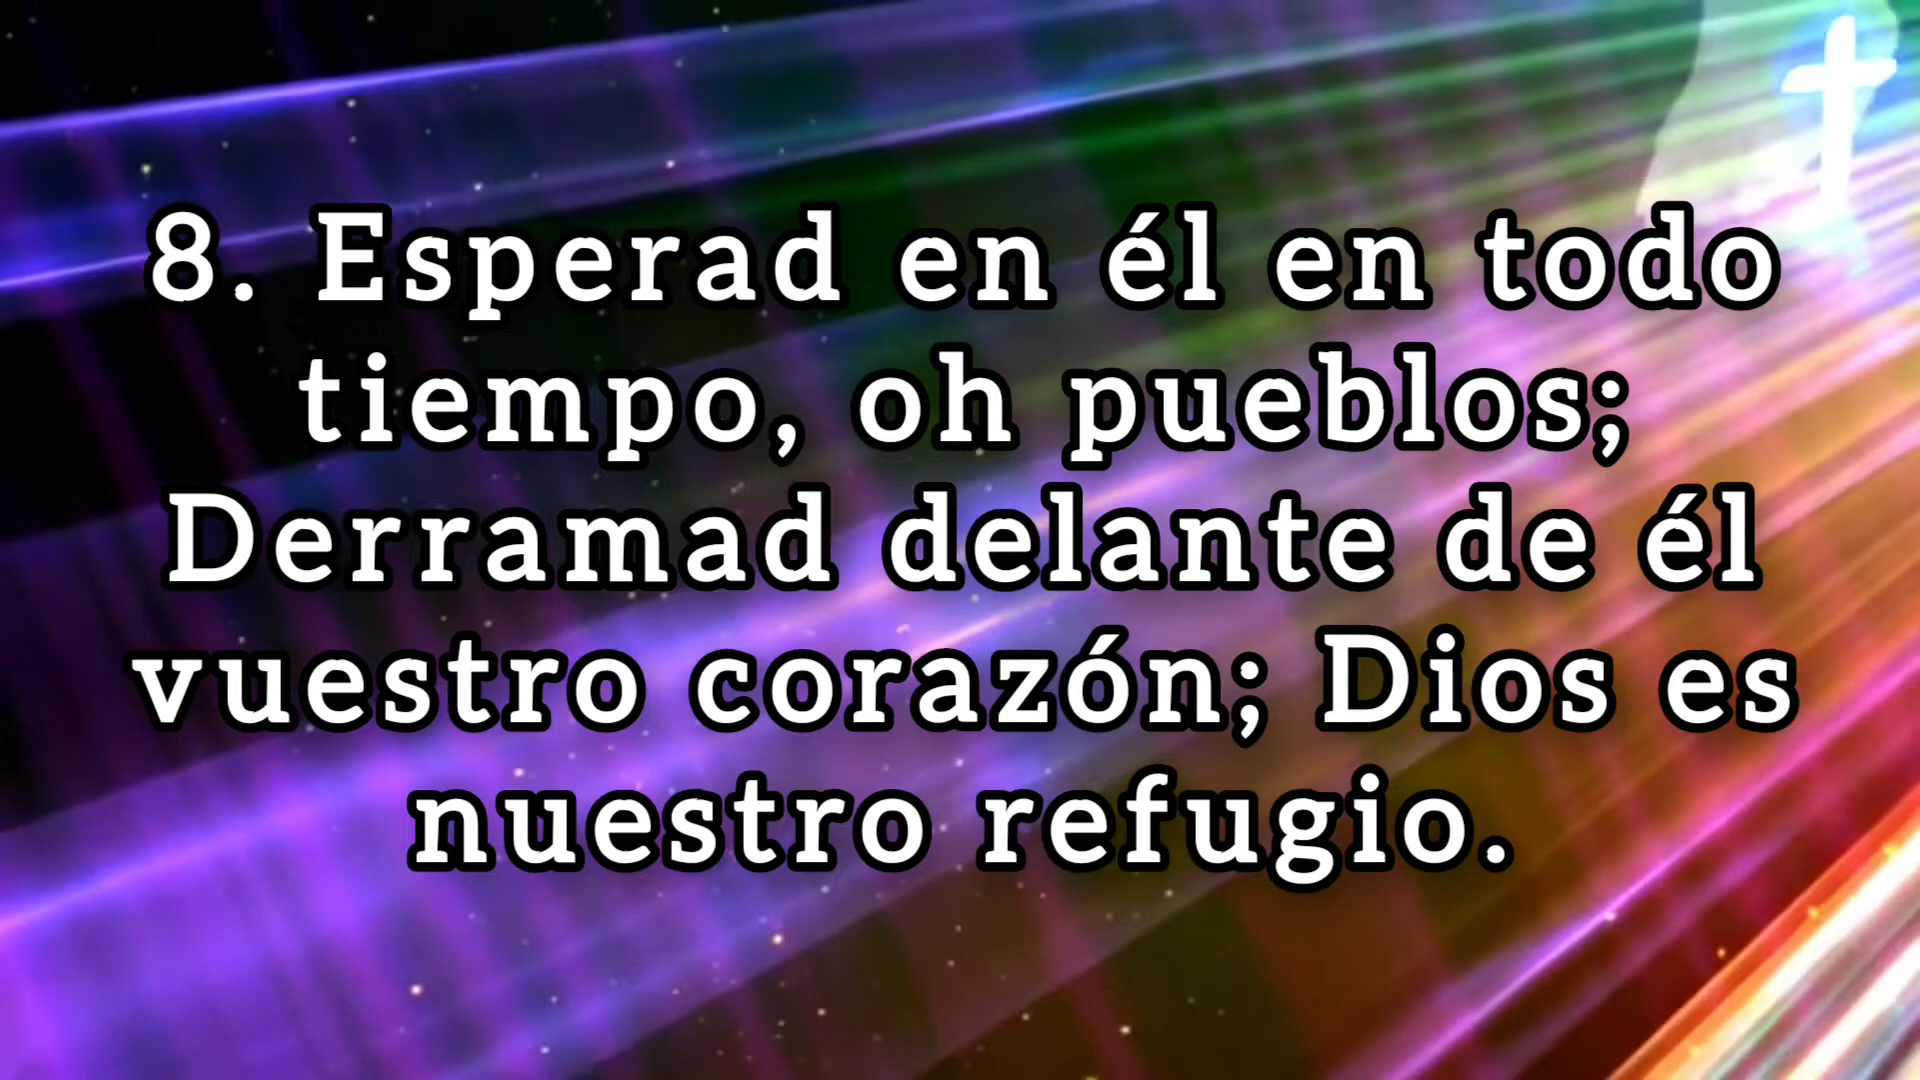 8. Esperad en él en todo
tiempo, oh pueblos;
Derramad delante de él
vuestro corazón; Dios es
nuestro refugio.